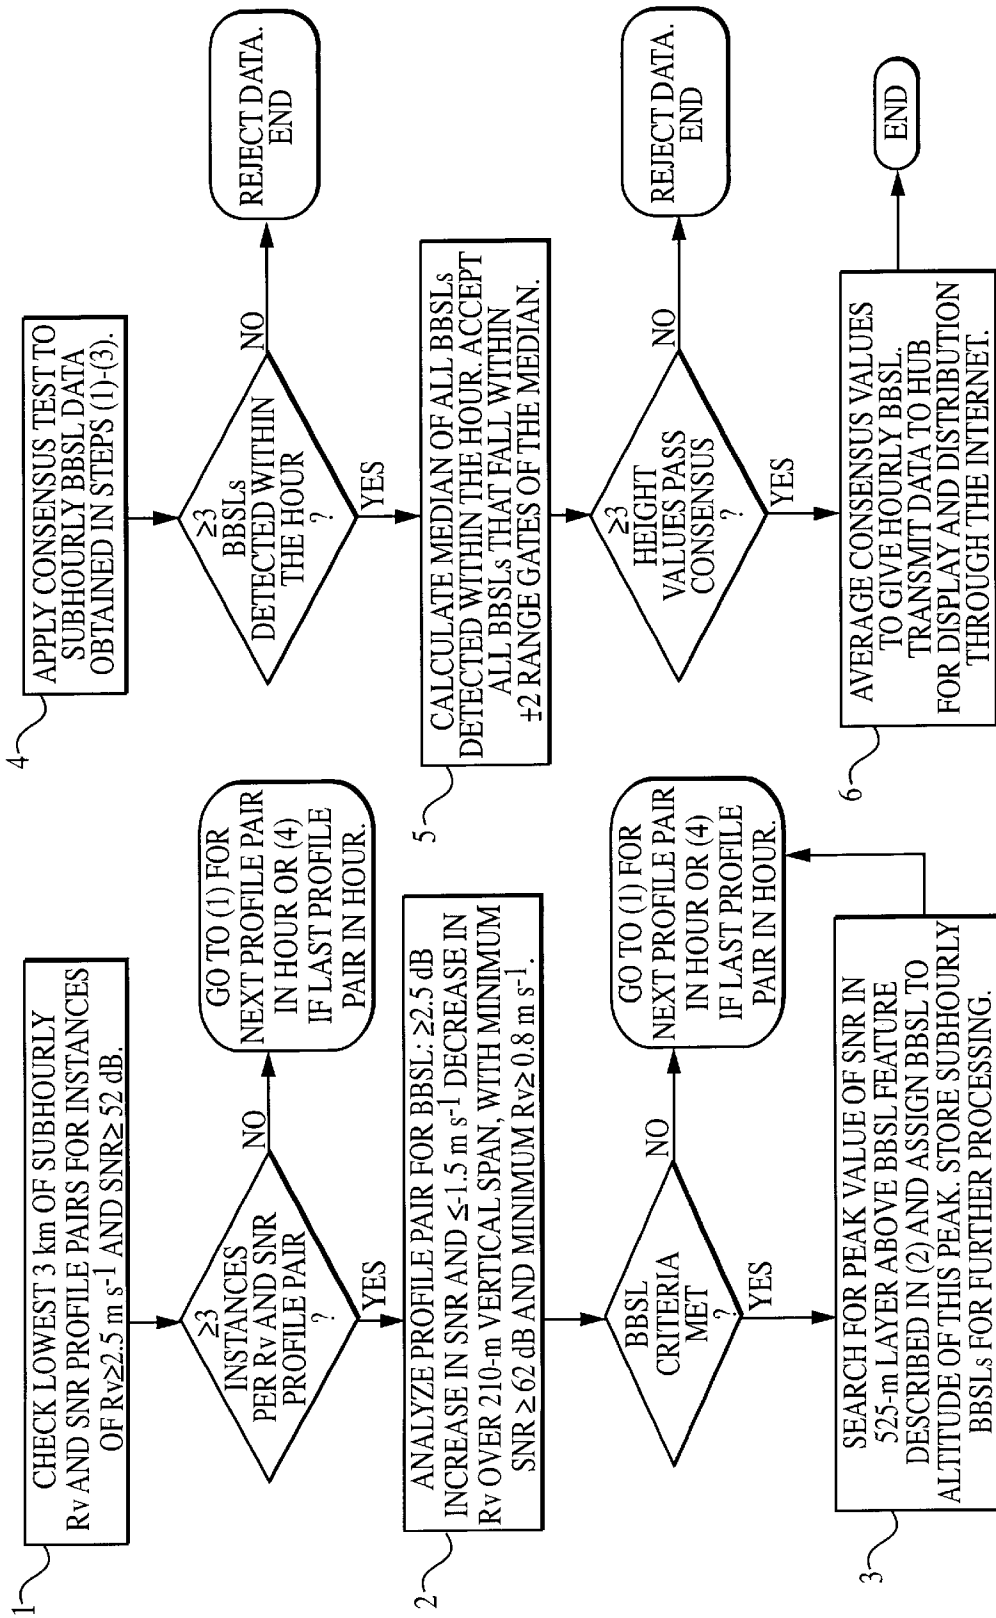 1
CHECK LOWEST 3 km OF SUBHOURLY
Rv AND SNR PROFILE PAIRS FOR INSTANCES
OF Rv≥2.5 m s-1 AND SNR≥ 52 dB.
≥3
INSTANCES
PER Rv AND SNR
PROFILE PAIR
?
NO
GO TO (1) FOR
NEXT PROFILE PAIR
IN HOUR OR (4)
IF LAST PROFILE
PAIR IN HOUR.
YES
2
ANALYZE PROFILE PAIR FOR BBSL: ≥2.5 dB
INCREASE IN SNR AND ≤-1.5 m s-1 DECREASE IN
Rv OVER 210-m VERTICAL SPAN, WITH MINIMUM
SNR ≥ 62 dB AND MINIMUM Rv≥ 0.8 m s-1.
BBSL
CRITERIA
MET
?
NO
GO TO (1) FOR
NEXT PROFILE PAIR
IN HOUR OR (4)
IF LAST PROFILE
PAIR IN HOUR.
YES
3
SEARCH FOR PEAK VALUE OF SNR IN
525-m LAYER ABOVE BBSL FEATURE
DESCRIBED IN (2) AND ASSIGN BBSL TO
ALTITUDE OF THIS PEAK. STORE SUBHOURLY
BBSLs FOR FURTHER PROCESSING.
4
APPLY CONSENSUS TEST TO
SUBHOURLY BBSL DATA
OBTAINED IN STEPS (1)-(3).
≥3
BBSLs
DETECTED WITHIN
THE HOUR
?
NO
REJECT DATA.
END
YES
5
CALCULATE MEDIAN OF ALL BBSLs
DETECTED WITHIN THE HOUR. ACCEPT
ALL BBSLs THAT FALL WITHIN
±2 RANGE GATES OF THE MEDIAN.
≥3
HEIGHT
VALUES PASS
CONSENSUS
?
NO
REJECT DATA.
END
YES
6
AVERAGE CONSENSUS VALUES
TO GIVE HOURLY BBSL.
TRANSMIT DATA TO HUB
FOR DISPLAY AND DISTRIBUTION
THROUGH THE INTERNET.
END